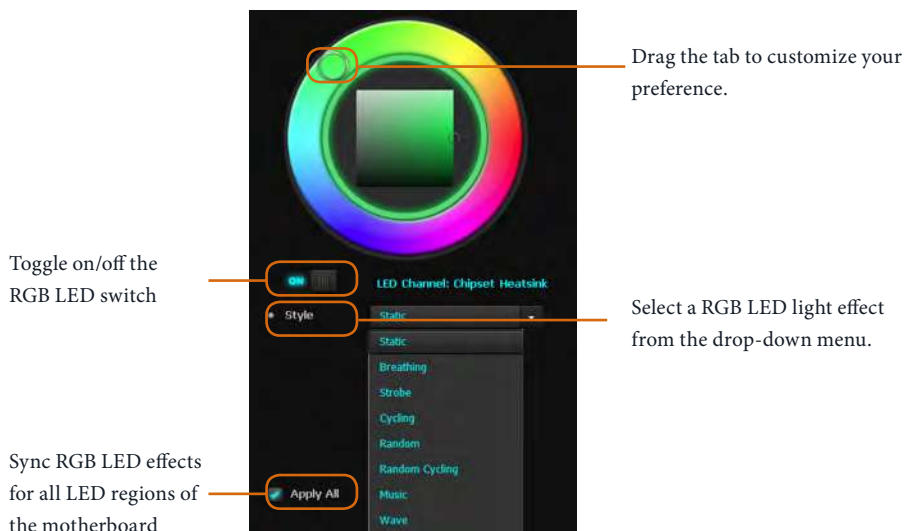 Drag the tab to customize your
preference.
Toggle on/off the
RGB LED switch
ON
LED Channel: Chipset Heatsink
Style
Static
Select a RGB LED light effect
from the drop-down menu.
Static
Breathing
Strobe
Cycling
Random
Random Cycling
Sync RGB LED effects
for all LED regions of
the motherboard
Apply All
Music
Wave